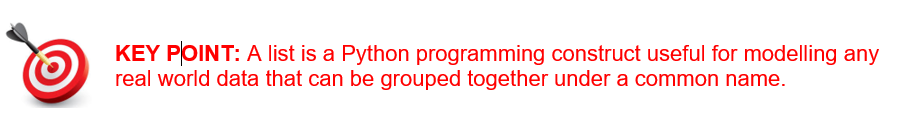 KEY POINT: A list is a Python programming construct useful for modelling any
real world data that can be grouped together under a common name.